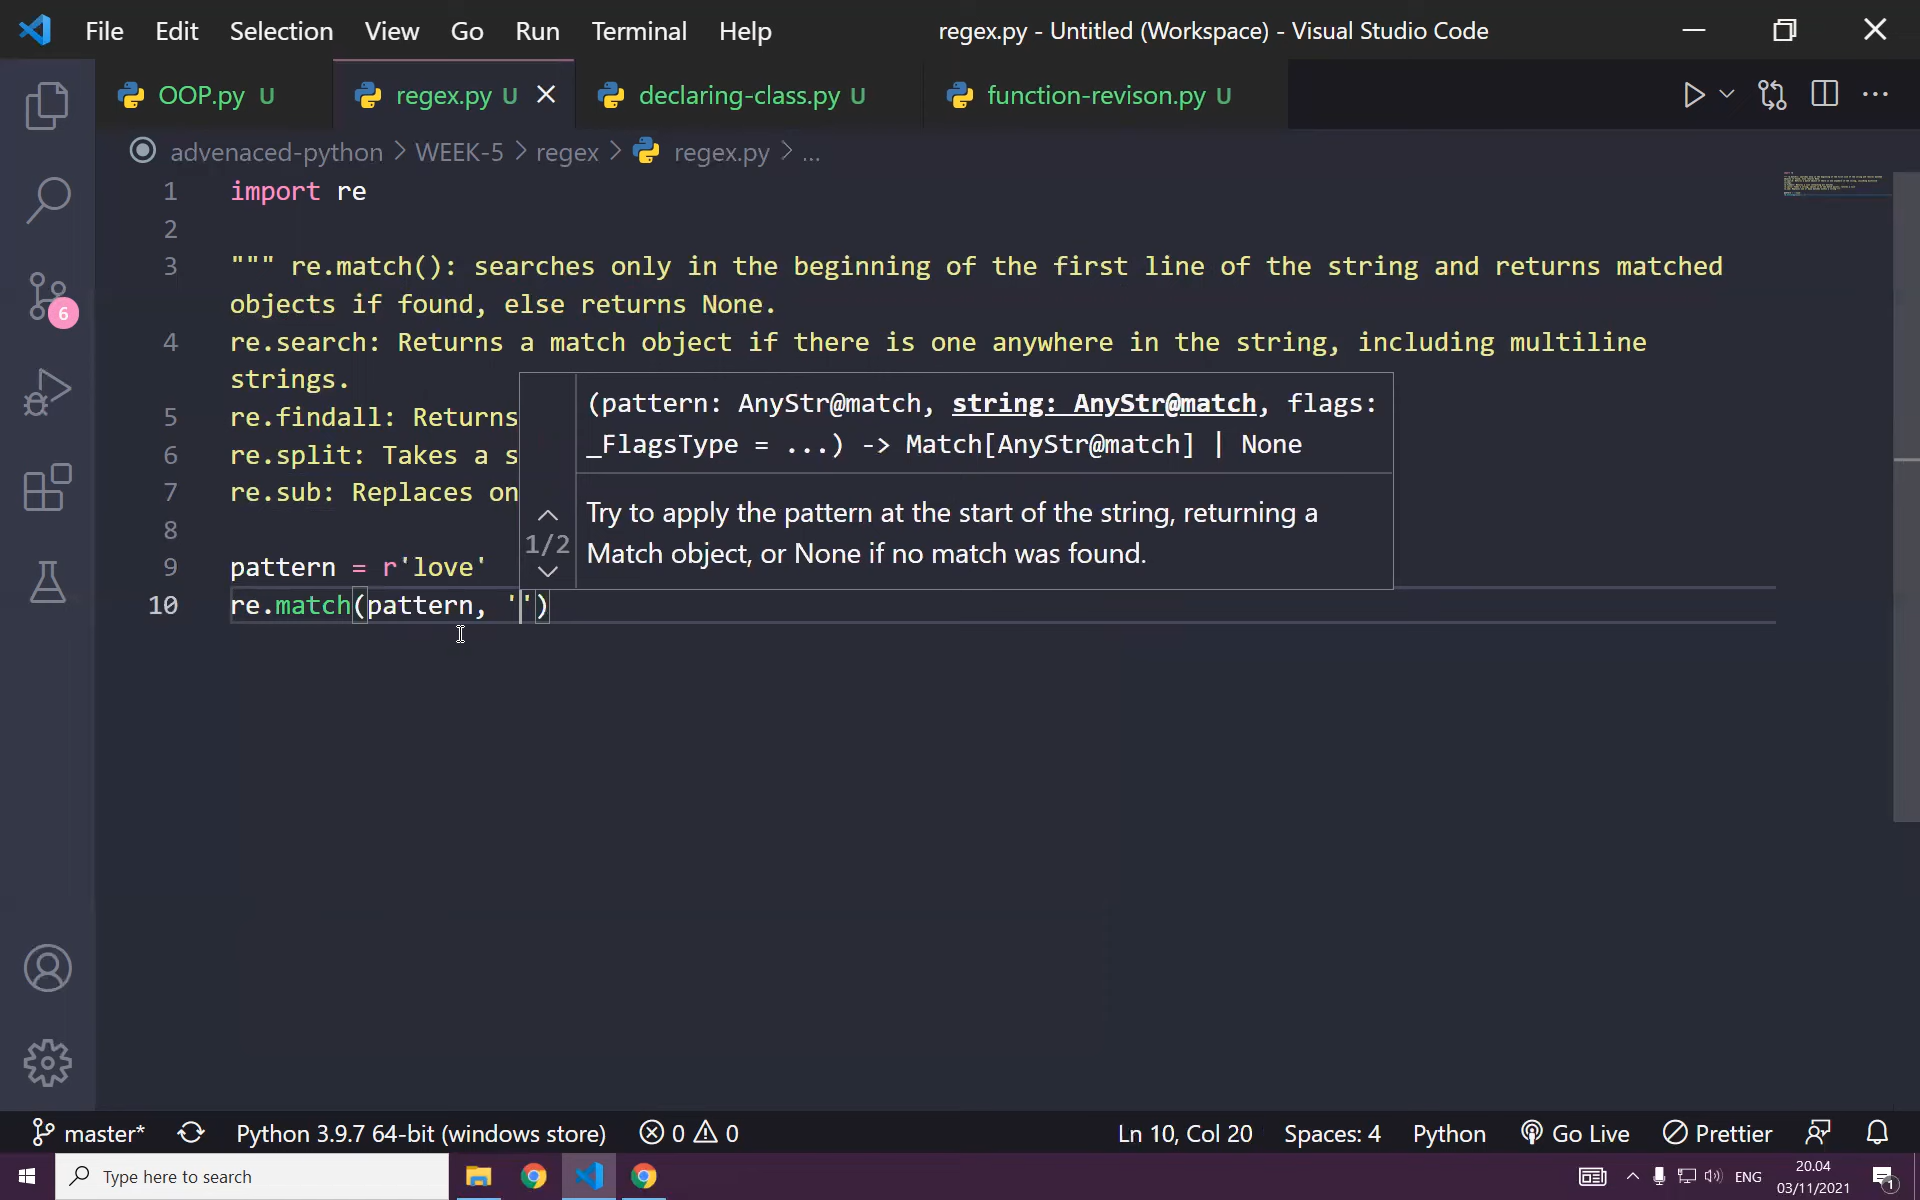 File Edit Selection View Go Run Terminal Help regex.py - Untitled (Workspace) - Visual Studio Code
OOP.py U regex.py U declaring-class.py U function-revison.py U
advenaced-python > WEEK-5 > regex > regex.py > ...
1 import re
2
3 """ re.match(): searches only in the beginning of the first line of the string and returns matched
objects if found, else returns None.
4 re.search: Returns a match object if there is one anywhere in the string, including multiline
strings.
(pattern: AnyStr@match, string: AnyStr@match, flags:
_FlagsType = ...) -> Match[AnyStr@match] | None
Try to apply the pattern at the start of the string, returning a
Match object, or None if no match was found.
1/2
5 re.findall: Returns
6 re.split: Takes a s
7 re.sub: Replaces on
8
9 pattern = r'love'
10 re.match(pattern, '')
6
master* Python 3.9.7 64-bit (windows store) 0 0 Ln 10, Col 20 Spaces: 4 Python Go Live Prettier
Type here to search ENG 20.04
03/11/2021 1